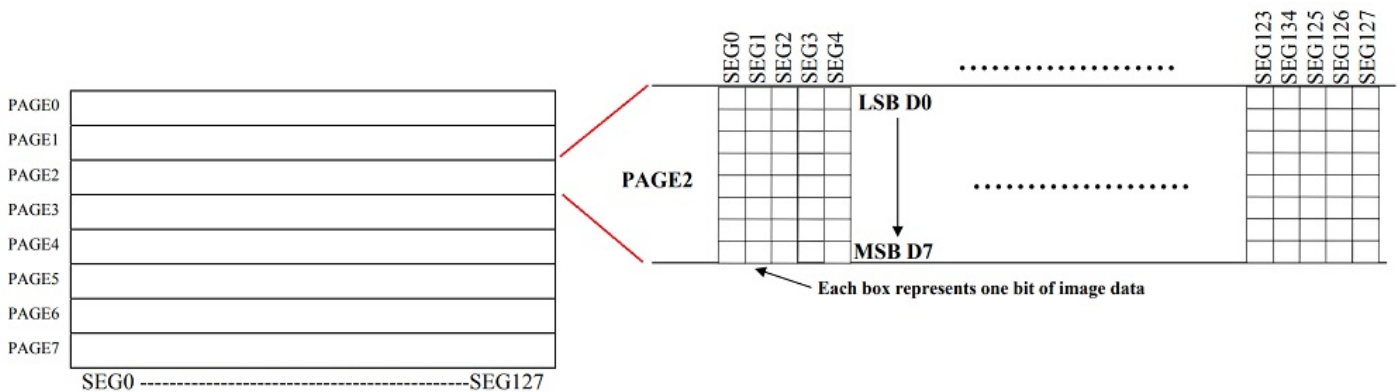 PAGE0
PAGE1
PAGE2
PAGE3
PAGE4
PAGE5
PAGE6
PAGE7
SEG0 ---------------------------------------------SEG127
SEG0
SEG1
SEG2
SEG3
SEG4
SEG123
SEG134
SEG125
SEG126
SEG127
LSB D0
PAGE2
MSB D7
Each box represents one bit of image data